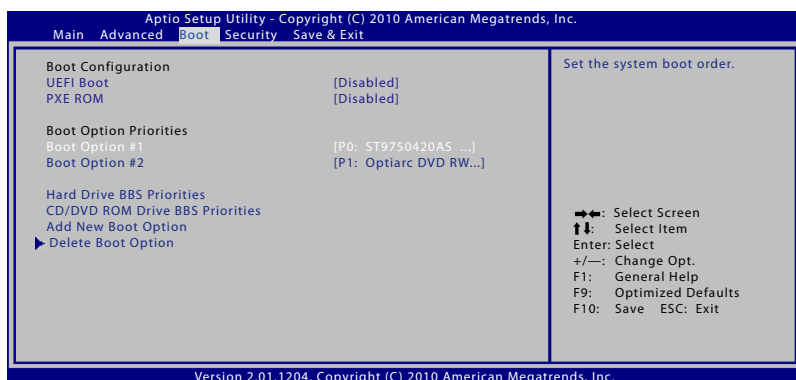 Aptio Setup Utility - Copyright (C) 2010 American Megatrends, Inc.
Main Advanced Boot Security Save & Exit
Boot Configuration
UEFI Boot [Disabled]
PXE ROM [Disabled]
Boot Option Priorities
Boot Option #1 [P0: ST9750420AS ...]
Boot Option #2 [P1: Optiarc DVD RW...]
Hard Drive BBS Priorities
CD/DVD ROM Drive BBS Priorities
Add New Boot Option
Delete Boot Option
Set the system boot order.
→←: Select Screen
↑↓: Select Item
Enter: Select
+/—: Change Opt.
F1: General Help
F9: Optimized Defaults
F10: Save ESC: Exit
Version 2.01.1204. Copyright (C) 2010 American Megatrends, Inc.